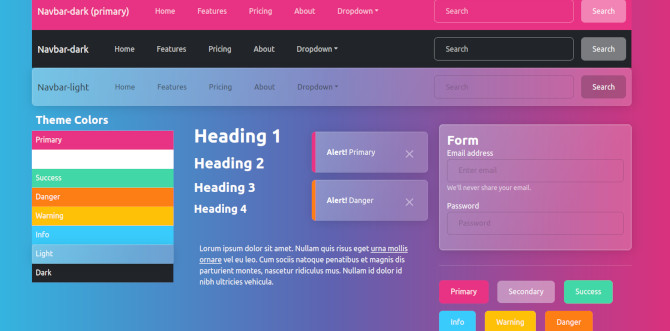 Navbar-dark (primary) Home Features Pricing About Dropdown Search Search
Navbar-dark Home Features Pricing About Dropdown Search Search
Navbar-light Home Features Pricing About Dropdown Search Search
Theme Colors
Primary
Success
Danger
Warning
Info
Light
Dark
Heading 1
Heading 2
Heading 3
Heading 4
Alert! Primary
Alert! Danger
Lorum ipsum dolor sit amet. Nullam quis risus eget urna mollis
ornare vel eu leo. Cum sociis natoque penatibus et magnis dis
parturient montes, nascetur ridiculus mus. Nullam id dolor id
nibh ultricies vehicula.
Form
Email address
Enter email
We'll never share your email.
Password
Password
Primary Secondary Success
Info Warning Danger